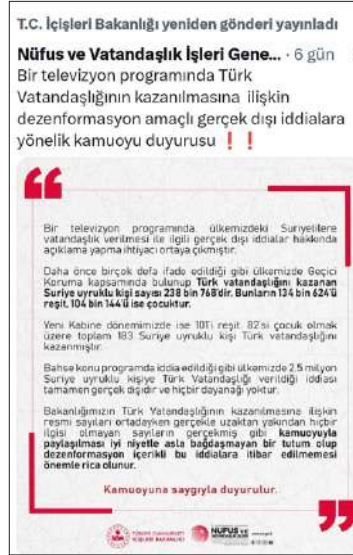 T.C. İçişleri Bakanlığı yeniden gönderi yayınladı
Nüfus ve Vatandaşlık İşleri Gene... · 6 gün
Bir televizyon programında Türk
Vatandaşlığının kazanılmasına ilişkin
dezenformasyon amaçlı gerçek dışı iddialara
yönelik kamuoyu duyurusu ❗❗
Bir televizyon programında, ülkemizdeki Suriyelilere
vatandaşlık verilmesi ile ilgili gerçek dışı iddialar hakkında
açıklama yapma ihtiyacı ortaya çıkmıştır.
Daha önce birçok defa ifade edildiği gibi ülkemizde Geçici
Koruma kapsamında bulunup Türk vatandaşlığını kazanan
Suriye uyruklu kişi sayısı 238 bin 768'dir. Bunların 134 bin 624'ü
reşit, 104 bin 144'ü ise çocuktur.
Yeni Kabine dönemimizde ise 101'i reşit, 82'si çocuk olmak
üzere toplam 183 Suriye uyruklu kişi Türk vatandaşlığını
kazanmıştır.
Bahse konu programda iddia edildiği gibi ülkemizde 2,5 milyon
Suriye uyruklu kişiye Türk Vatandaşlığı verildiği iddiası
tamamen gerçek dışıdır ve hiçbir dayanağı yoktur.
Bakanlığımızın Türk Vatandaşlığının kazanılmasına ilişkin
resmi sayıları ortadayken gerçekle uzaktan yakından hiçbir
ilgisi olmayan sayıların gerçekmiş gibi kamuoyuyla
paylaşılması iyi niyetle asla bağdaşmayan bir tutum olup
dezenformasyon içerikli bu iddialara itibar edilmemesi
önemle rica olunur.
Kamuoyuna saygıyla duyurulur.
TÜRKİYE CUMHURİYETİ
İÇİŞLERİ BAKANLIĞI
NÜFUS VE